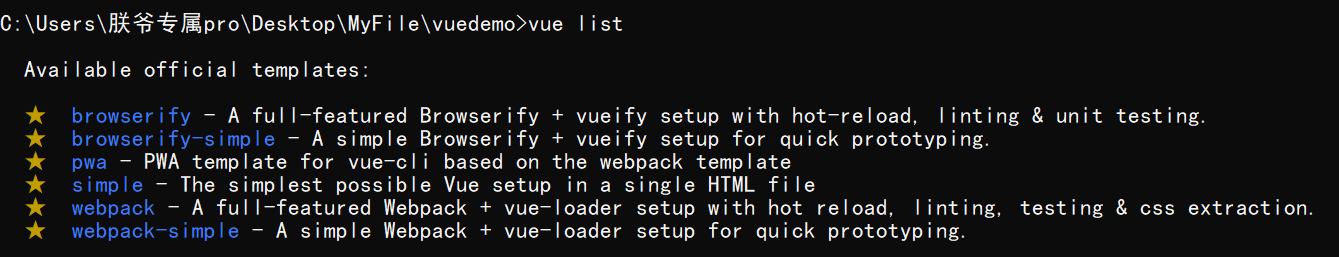 C:\Users\朕爷专属pro\Desktop\MyFile\vuedemo>vue list
Available official templates:
★ browserify - A full-featured Browserify + vueify setup with hot-reload, linting & unit testing.
★ browserify-simple - A simple Browserify + vueify setup for quick prototyping.
★ pwa - PWA template for vue-cli based on the webpack template
★ simple - The simplest possible Vue setup in a single HTML file
★ webpack - A full-featured Webpack + vue-loader setup with hot reload, linting, testing & css extraction.
★ webpack-simple - A simple Webpack + vue-loader setup for quick prototyping.